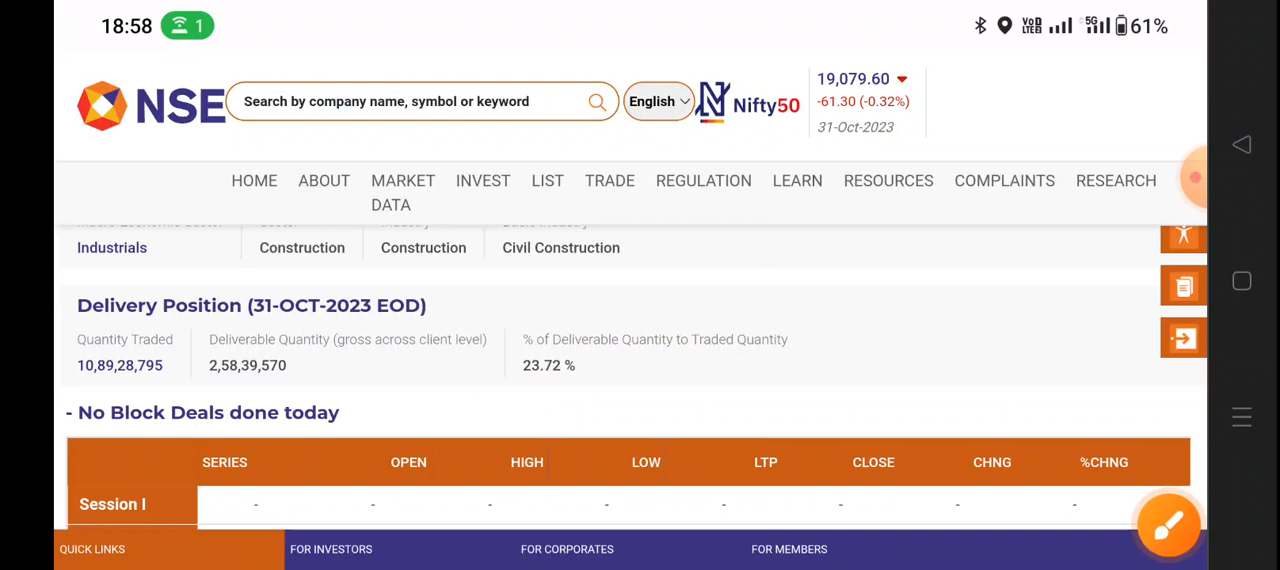 18:58 1 VoD LTE2 5G 61%
NSE Search by company name, symbol or keyword English Nifty50 19,079.60
-61.30 (-0.32%)
31-Oct-2023
HOME ABOUT MARKET DATA INVEST LIST TRADE REGULATION LEARN RESOURCES COMPLAINTS RESEARCH
Industrials Construction Construction Civil Construction
Delivery Position (31-OCT-2023 EOD)
Quantity Traded Deliverable Quantity (gross across client level) % of Deliverable Quantity to Traded Quantity
10,89,28,795 2,58,39,570 23.72 %
- No Block Deals done today
SERIES OPEN HIGH LOW LTP CLOSE CHNG %CHNG
Session I - - - - - - - -
QUICK LINKS FOR INVESTORS FOR CORPORATES FOR MEMBERS